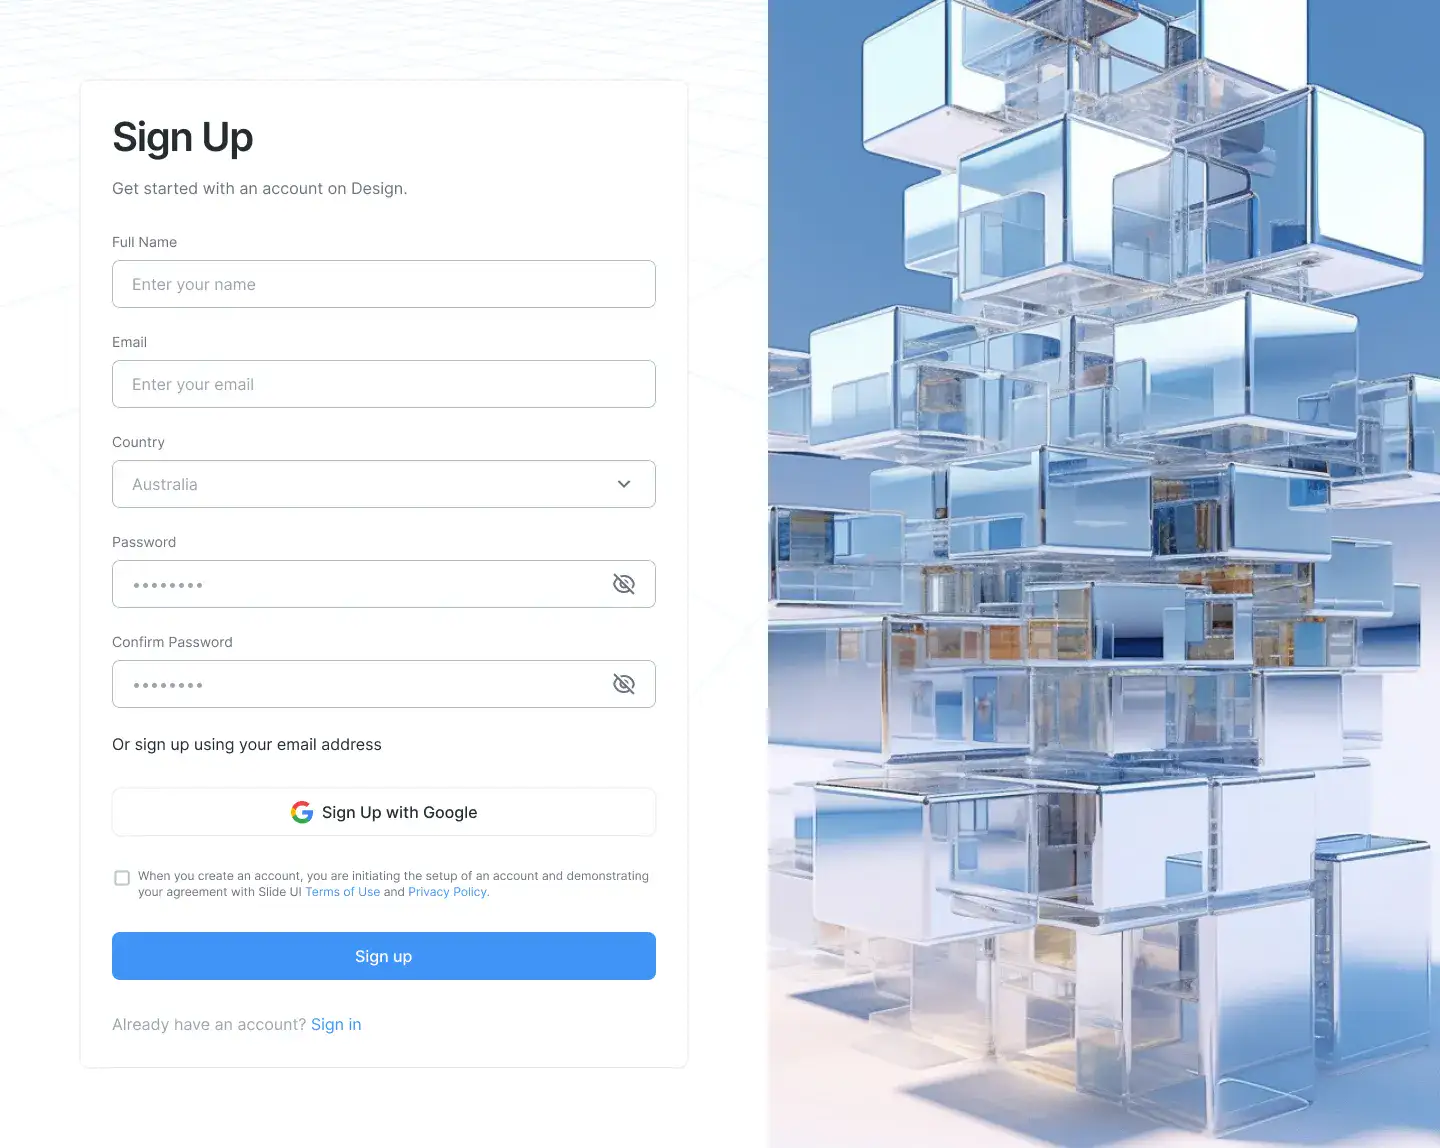 Sign Up
Get started with an account on Design.
Full Name
Enter your name
Email
Enter your email
Country
Australia
Password
••••••••
Confirm Password
••••••••
Or sign up using your email address
Sign Up with Google
When you create an account, you are initiating the setup of an account and demonstrating
your agreement with Slide UI Terms of Use and Privacy Policy.
Sign up
Already have an account? Sign in